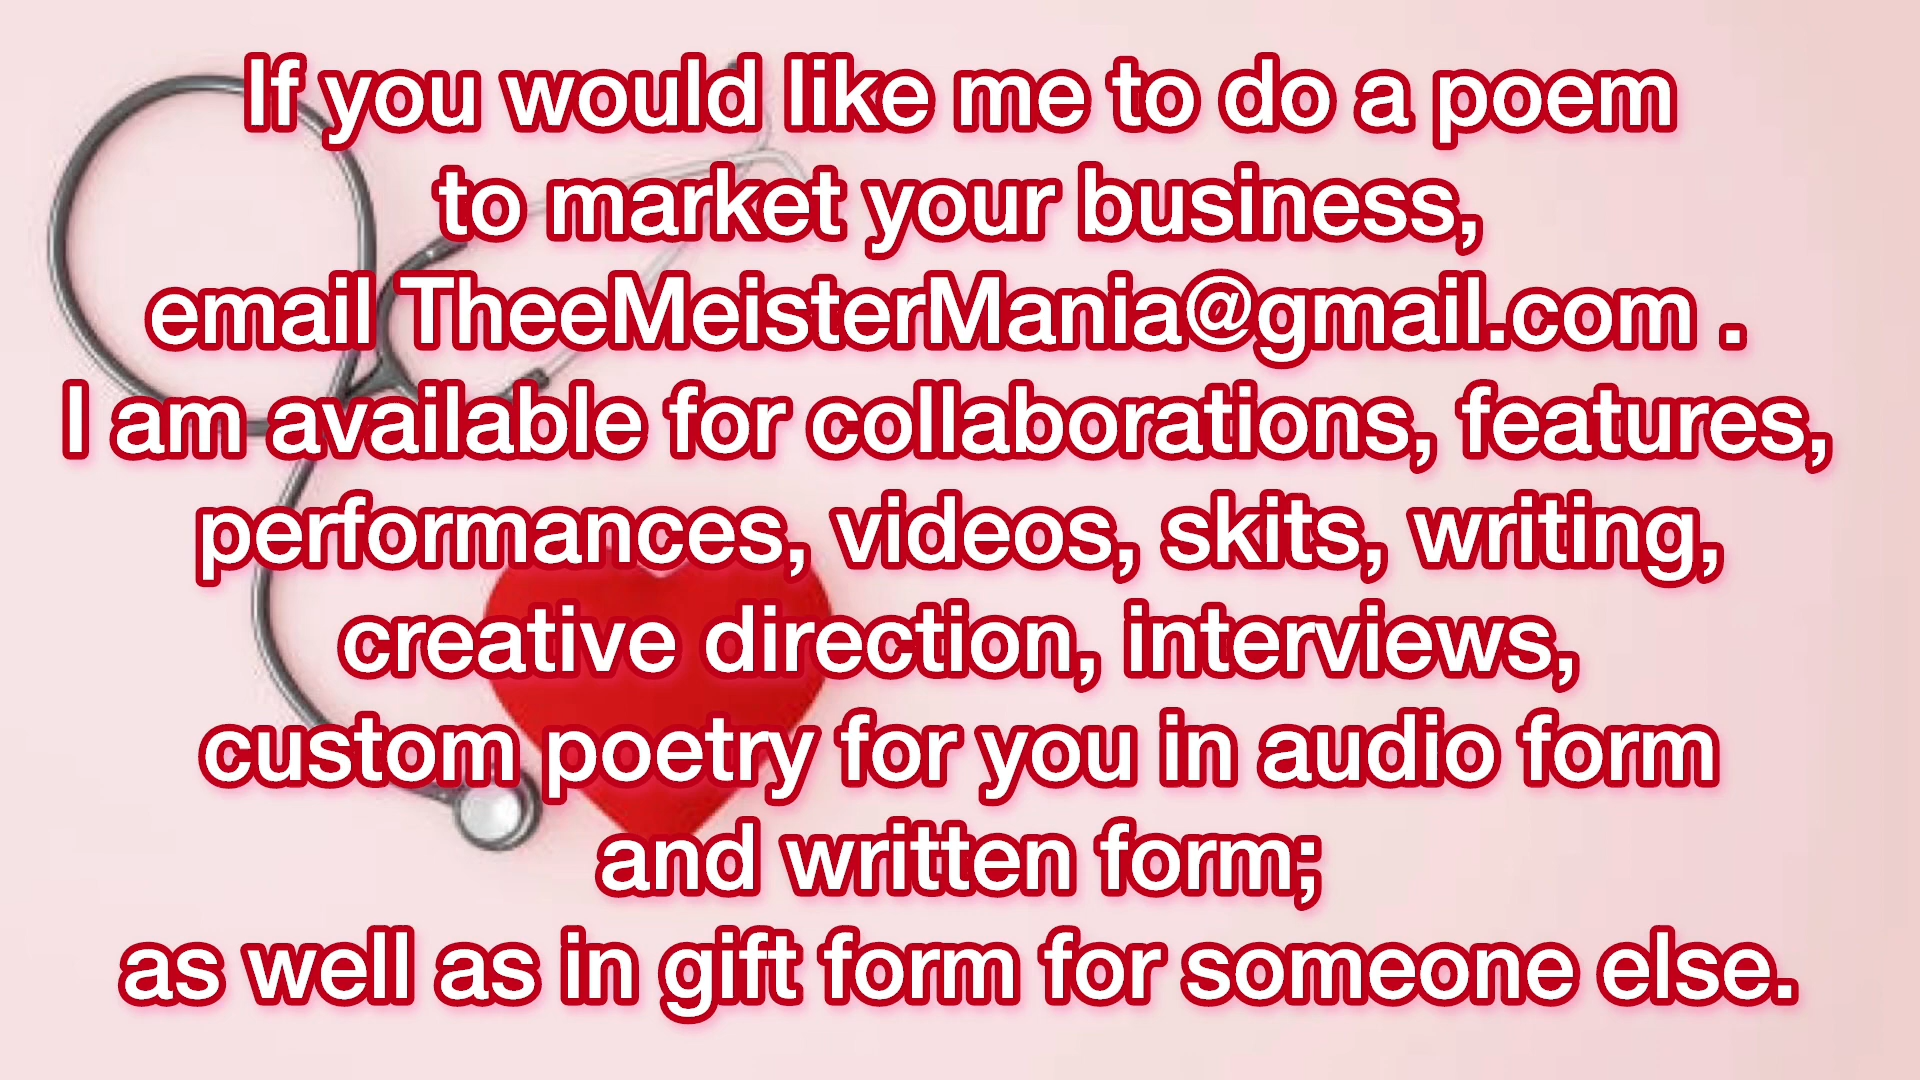 If you would like me to do a poem
to market your business,
email TheeMeisterMania@gmail.com .
I am available for collaborations, features,
performances, videos, skits, writing,
creative direction, interviews,
custom poetry for you in audio form
and written form;
as well as in gift form for someone else.